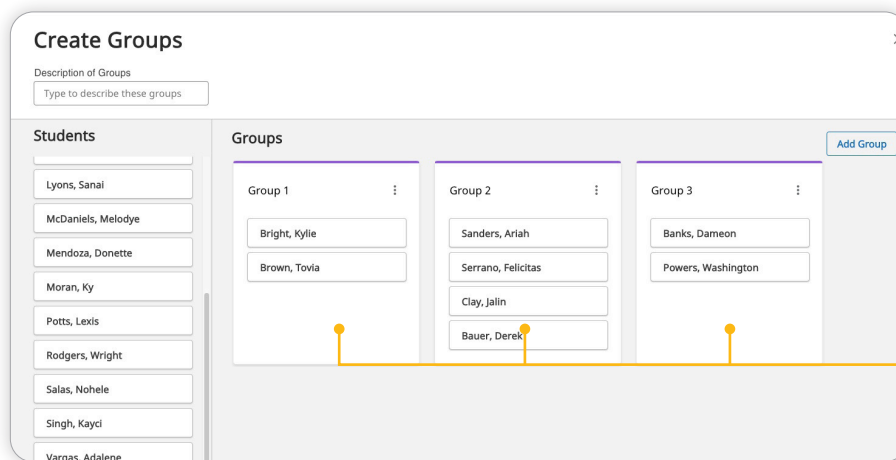 Create Groups
Description of Groups
Type to describe these groups
Students
Lyons, Sanai
McDaniels, Melodye
Mendoza, Donette
Moran, Ky
Potts, Lexis
Rodgers, Wright
Salas, Nohele
Singh, Kayci
Vargas, Adalene
Groups
Add Group
Group 1
Bright, Kylie
Brown, Tovia
Group 2
Sanders, Ariah
Serrano, Felicitas
Clay, Jalin
Bauer, Derek
Group 3
Banks, Dameon
Powers, Washington